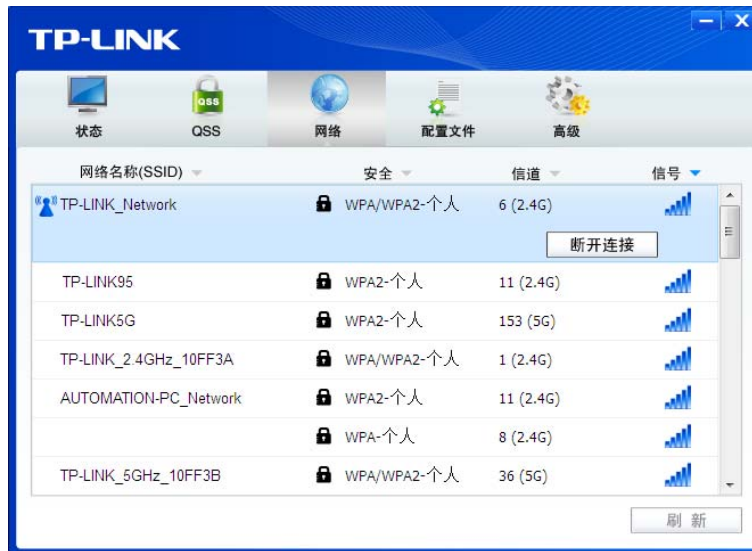 TP-LINK
状态 QSS 网络 配置文件 高级
网络名称(SSID) 安全 信道 信号
TP-LINK_Network WPA/WPA2-个人 6 (2.4G)
断开连接
TP-LINK95 WPA2-个人 11 (2.4G)
TP-LINK5G WPA2-个人 153 (5G)
TP-LINK_2.4GHz_10FF3A WPA/WPA2-个人 1 (2.4G)
AUTOMATION-PC_Network WPA2-个人 11 (2.4G)
WPA-个人 8 (2.4G)
TP-LINK_5GHz_10FF3B WPA/WPA2-个人 36 (5G)
刷 新